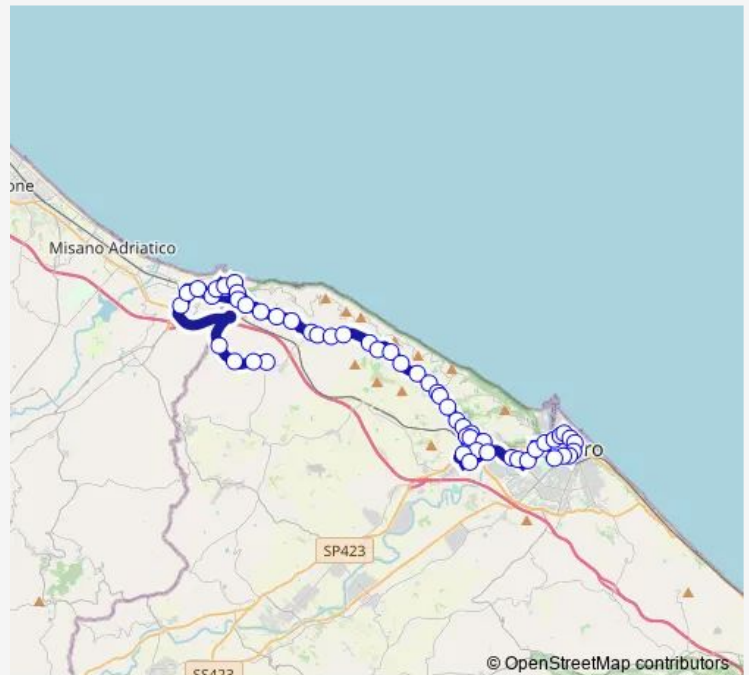 one
Misano Adriatico
ro
SP423
SS423
© OpenStreetMap contributors